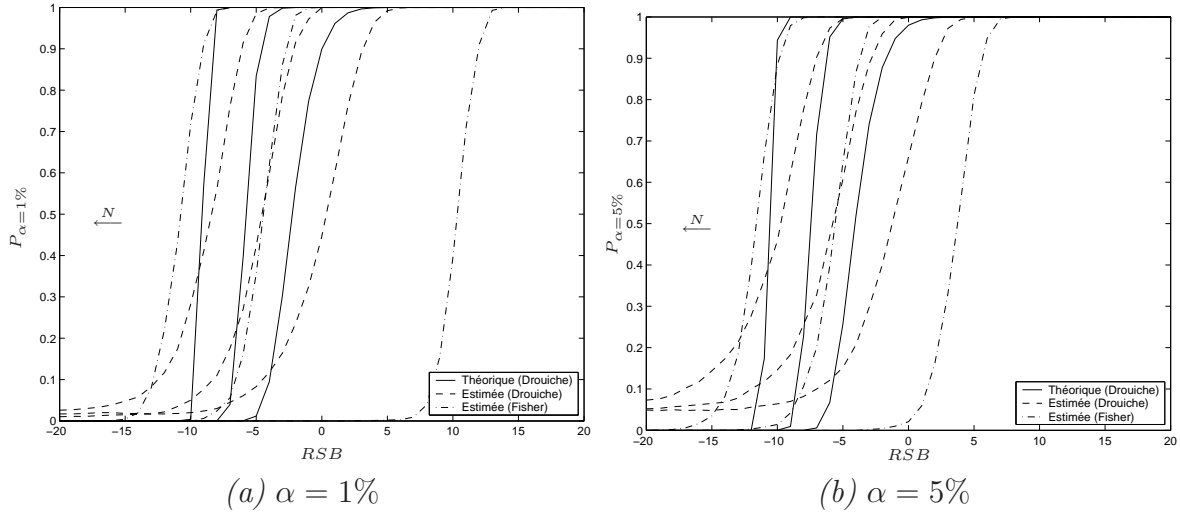 1
0.9
0.8
0.7
0.6
0.5
0.4
0.3
0.2
0.1
0
P_{α=1%}
N
←
Théorique (Drouiche)
Estimée (Drouiche)
Estimée (Fisher)
−20 −15 −10 −5 0 5 10 15 20
RSB
(a) α = 1%
1
0.9
0.8
0.7
0.6
0.5
0.4
0.3
0.2
0.1
0
P_{α=5%}
N
←
Théorique (Drouiche)
Estimée (Drouiche)
Estimée (Fisher)
−20 −15 −10 −5 0 5 10 15 20
RSB
(b) α = 5%